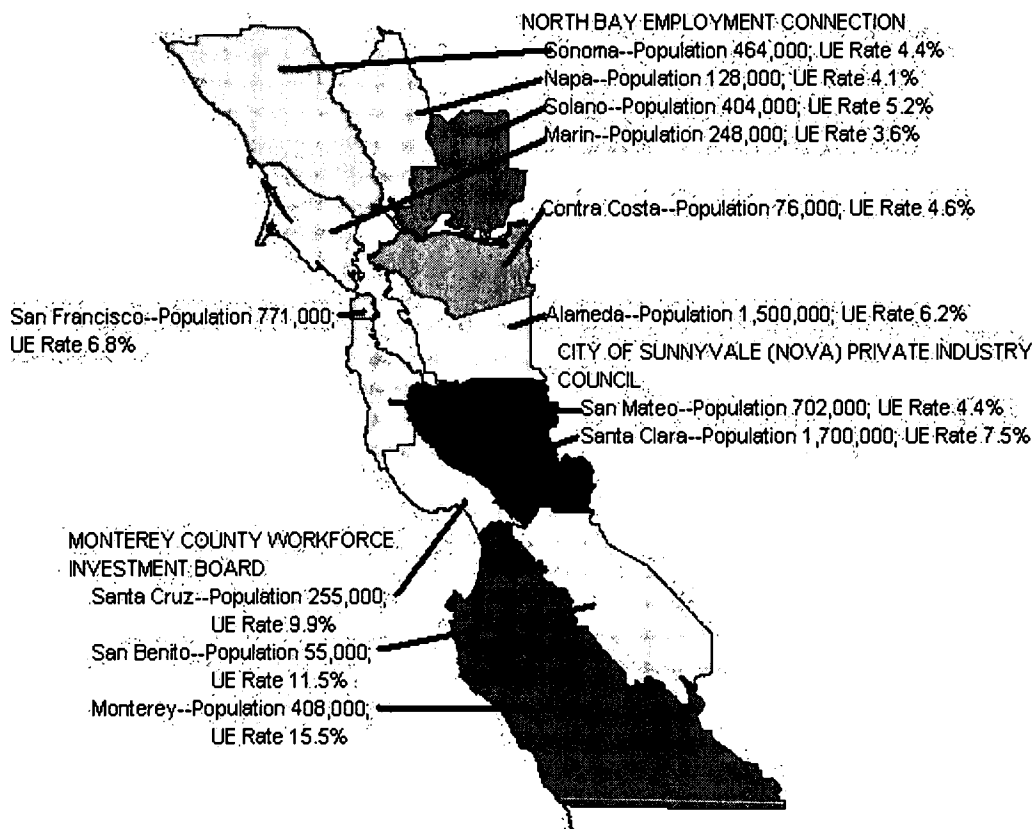 NORTH BAY EMPLOYMENT CONNECTION
Sonoma--Population 464,000; UE Rate 4.4%
Napa--Population 128,000; UE Rate 4.1%
Solano--Population 404,000; UE Rate 5.2%
Marin--Population 248,000; UE Rate 3.6%
Contra Costa--Population 76,000; UE Rate 4.6%
San Francisco--Population 771,000;
UE Rate 6.8%
Alameda--Population 1,500,000; UE Rate 6.2%
CITY OF SUNNYVALE (NOVA) PRIVATE INDUSTRY
COUNCIL
San Mateo--Population 702,000; UE Rate 4.4%
Santa Clara--Population 1,700,000; UE Rate 7.5%
MONTEREY COUNTY WORKFORCE
INVESTMENT BOARD
Santa Cruz--Population 255,000;
UE Rate 9.9%
San Benito--Population 55,000;
UE Rate 11.5%
Monterey--Population 408,000;
UE Rate 15.5%